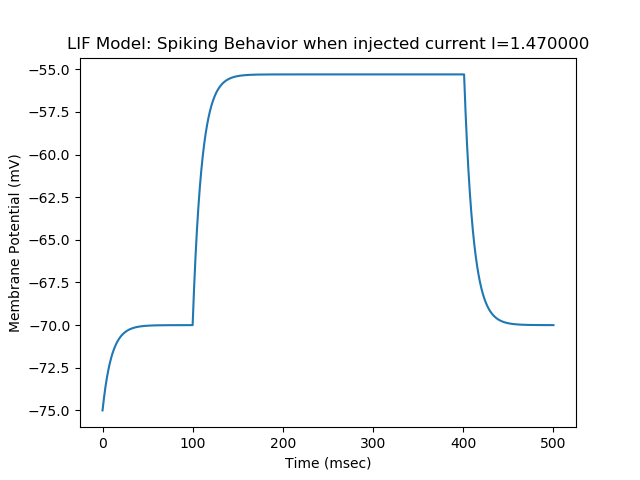 LIF Model: Spiking Behavior when injected current I=1.470000
−55.0
−57.5
−60.0
−62.5
−65.0
−67.5
−70.0
−72.5
−75.0
Membrane Potential (mV)
0 100 200 300 400 500
Time (msec)